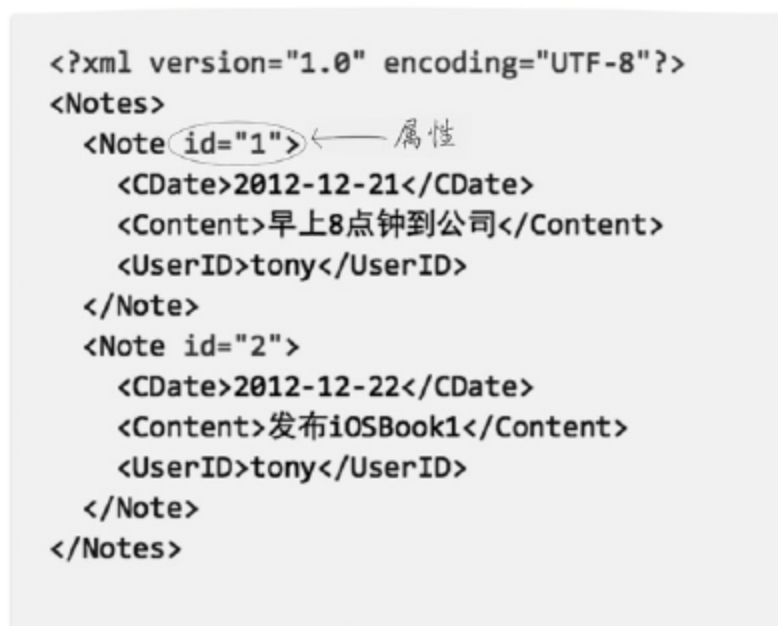 <?xml version="1.0" encoding="UTF-8"?>
<Notes>
<Note id="1"> 属性
<CDate>2012-12-21</CDate>
<Content>早上8点钟到公司</Content>
<UserID>tony</UserID>
</Note>
<Note id="2">
<CDate>2012-12-22</CDate>
<Content>发布iOSBook1</Content>
<UserID>tony</UserID>
</Note>
</Notes>